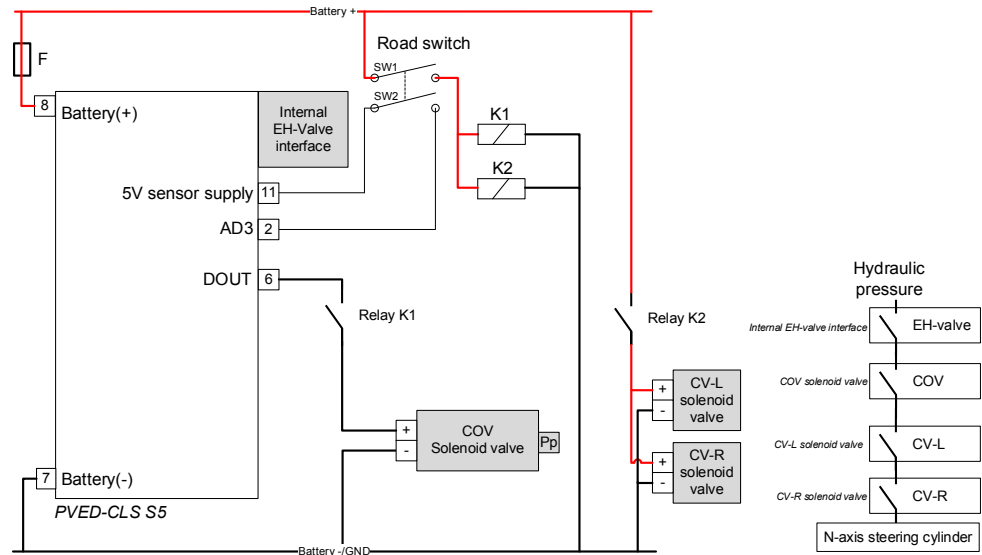 Battery +
F
Road switch
SW1
SW2
8
Battery(+)
Internal
EH-Valve
interface
K1
K2
5V sensor supply
11
AD3
2
DOUT
6
Relay K1
Relay K2
Hydraulic
pressure
Internal EH-valve interface
EH-valve
COV solenoid valve
COV
CV-L solenoid valve
CV-L
CV-R solenoid valve
CV-R
N-axis steering cylinder
+
-
CV-L
solenoid
valve
+
-
COV
Solenoid valve
Pp
+
-
CV-R
solenoid
valve
7
Battery(-)
PVED-CLS S5
Battery -/GND